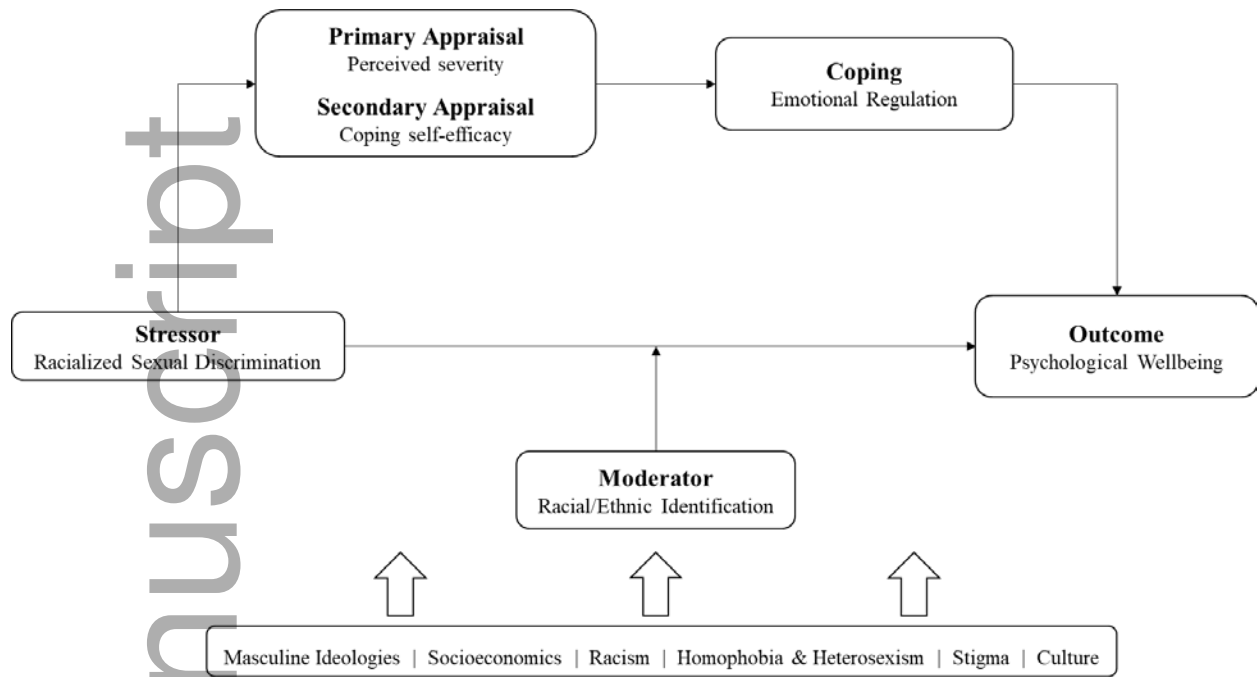 Primary Appraisal
Perceived severity
Secondary Appraisal
Coping self-efficacy
Coping
Emotional Regulation
Stressor
Racialized Sexual Discrimination
Outcome
Psychological Wellbeing
Moderator
Racial/Ethnic Identification
Masculine Ideologies | Socioeconomics | Racism | Homophobia & Heterosexism | Stigma | Culture
nuscript